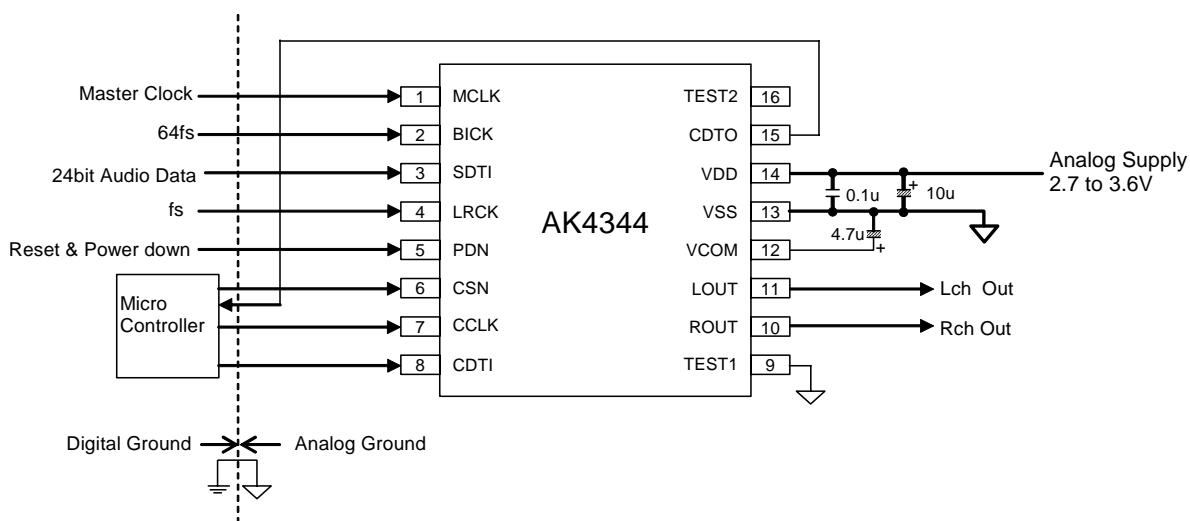 Master Clock
64fs
24bit Audio Data
fs
Reset & Power down
Micro
Controller
1 MCLK
2 BICK
3 SDTI
4 LRCK
5 PDN
6 CSN
7 CCLK
8 CDTI
AK4344
TEST2 16
CDTO 15
VDD 14
VSS 13
VCOM 12
LOUT 11
ROUT 10
TEST1 9
0.1u
+
10u
4.7u
+
Analog Supply
2.7 to 3.6V
Lch Out
Rch Out
Digital Ground
Analog Ground